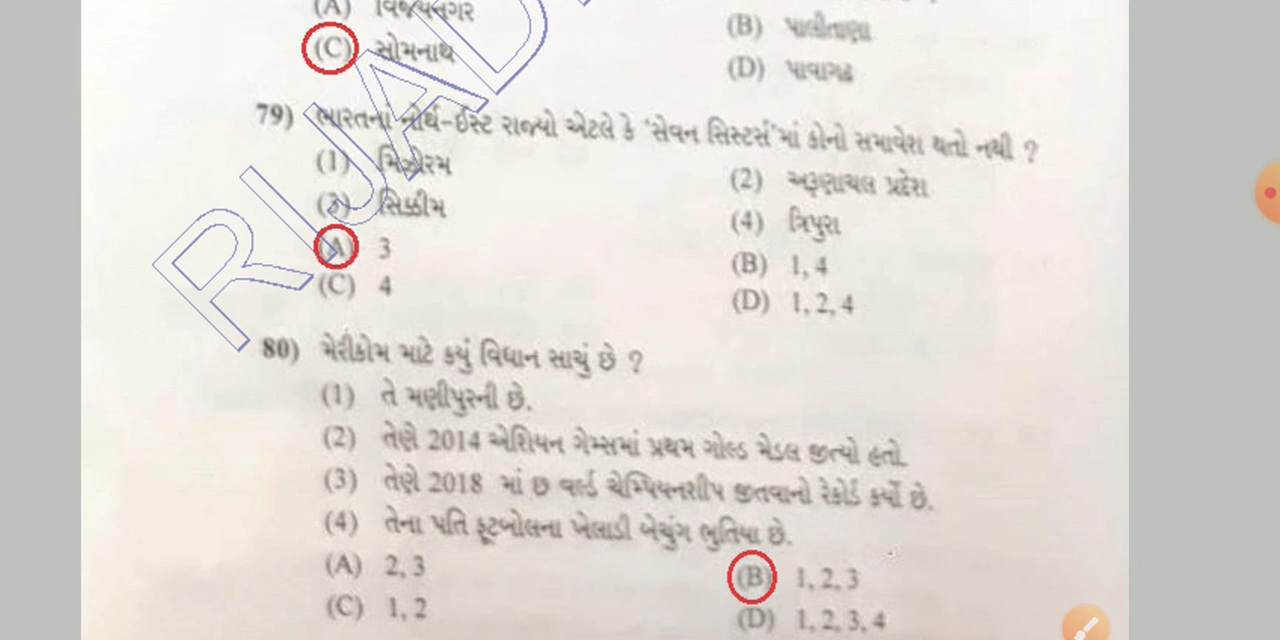 (A) વિજયનગર
(B) પાલીતાણા
(C) સોમનાથ
(D) પાવાગઢ
79) ભારતનાં નોર્થ-ઈસ્ટ રાજ્યો એટલે કે ‘સેવન સિસ્ટર્સ’માં કોનો સમાવેશ થતો નથી ?
(1) મિઝોરમ
(2) અરૂણાચલ પ્રદેશ
(3) સિક્કીમ
(4) ત્રિપુરા
(A) 3
(B) 1, 4
(C) 4
(D) 1, 2, 4
80) મેરીકોમ માટે કયું વિધાન સાચું છે ?
(1) તે મણીપુરની છે.
(2) તેણે 2014 એશિયન ગેમ્સમાં પ્રથમ ગોલ્ડ મેડલ જીત્યો હતો.
(3) તેણે 2018 માં છ વર્લ્ડ ચેમ્પિયનશીપ જીતવાનો રેકોર્ડ કર્યો છે.
(4) તેના પતિ ફૂટબોલના ખેલાડી બેચુંગ ભુતિયા છે.
(A) 2, 3
(B) 1, 2, 3
(C) 1, 2
(D) 1, 2, 3, 4
RIJAD